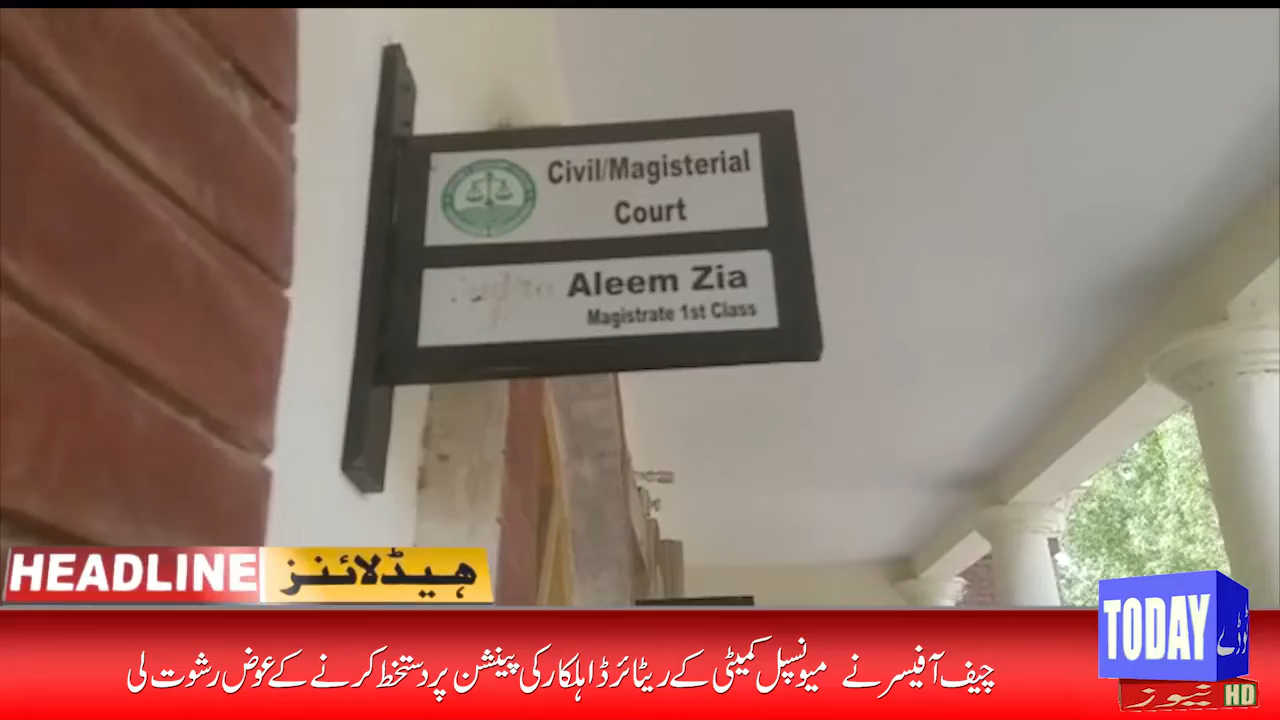 Civil/Magisterial
Court
Aleem Zia
Magistrate 1st Class
HEADLINE ہیڈلائنز
چیف آفیسر نے میونسپل کمیٹی کے ریٹائرڈ اہلکار کی پینشن پر دستخط کرنے کے عوض رشوت لی
TODAY ٹوڈے
نیوز HD